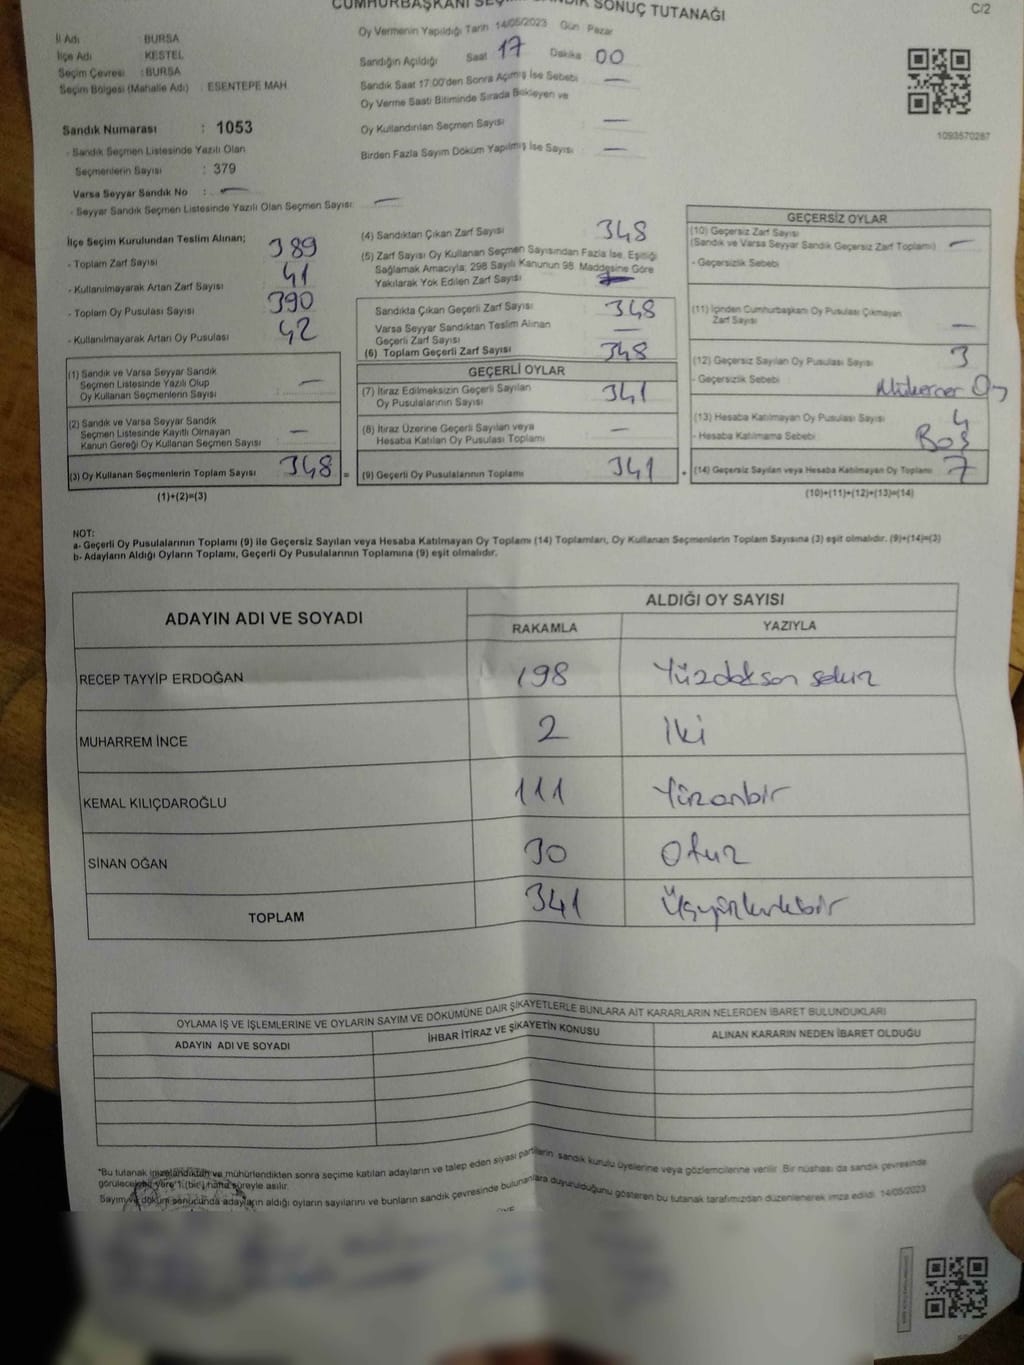 CUMHURBAŞKANI SEÇİMİ SANDIK SONUÇ TUTANAĞI
C/2
İl Adı BURSA
İlçe Adı KESTEL
Seçim Çevresi : BURSA
Seçim Bölgesi (Mahalle Adı) : ESENTEPE MAH.
Sandık Numarası : 1053
- Sandık Seçmen Listesinde Yazılı Olan
Seçmenlerin Sayısı : 379
Varsa Seyyar Sandık No : —
- Seyyar Sandık Seçmen Listesinde Yazılı Olan Seçmen Sayısı: —
Oy Vermenin Yapıldığı Tarih 14/05/2023 Gün Pazar
Sandığın Açıldığı Saat 17 Dakika 00
Sandık Saat 17:00'den Sonra Açılmış İse Sebebi —
Oy Verme Saati Bitiminde Sırada Bekleyen ve
Oy Kullandırılan Seçmen Sayısı —
Birden Fazla Sayım Döküm Yapılmış İse Sayısı —
1093570287
İlçe Seçim Kurulundan Teslim Alınan;
- Toplam Zarf Sayısı 389
- Kullanılmayarak Artan Zarf Sayısı 41
- Toplam Oy Pusulası Sayısı 390
- Kullanılmayarak Artan Oy Pusulası 42
(1) Sandık ve Varsa Seyyar Sandık
Seçmen Listesinde Yazılı Olup
Oy Kullanan Seçmenlerin Sayısı —
(2) Sandık ve Varsa Seyyar Sandık
Seçmen Listesinde Kayıtlı Olmayan
Kanun Gereği Oy Kullanan Seçmen Sayısı —
(3) Oy Kullanan Seçmenlerin Toplam Sayısı 348 =
(1)+(2)=(3)
(4) Sandıktan Çıkan Zarf Sayısı 348
(5) Zarf Sayısı Oy Kullanan Seçmen Sayısından Fazla İse, Eşitliği
Sağlamak Amacıyla; 298 Sayılı Kanunun 98. Maddesine Göre
Yakılarak Yok Edilen Zarf Sayısı
Sandıkta Çıkan Geçerli Zarf Sayısı 348
Varsa Seyyar Sandıktan Teslim Alınan
Geçerli Zarf Sayısı —
(6) Toplam Geçerli Zarf Sayısı 348
GEÇERLİ OYLAR
(7) İtiraz Edilmeksizin Geçerli Sayılan
Oy Pusulalarının Sayısı 341
(8) İtiraz Üzerine Geçerli Sayılan veya
Hesaba Katılan Oy Pusulası Toplamı —
(9) Geçerli Oy Pusulalarının Toplamı 341
GEÇERSİZ OYLAR
(10) Geçersiz Zarf Sayısı
(Sandık ve Varsa Seyyar Sandık Geçersiz Zarf Toplamı) —
- Geçersizlik Sebebi
(11) İçinden Cumhurbaşkanı Oy Pusulası Çıkmayan
Zarf Sayısı —
(12) Geçersiz Sayılan Oy Pusulası Sayısı 3
- Geçersizlik Sebebi : Mükerrer Oy
(13) Hesaba Katılmayan Oy Pusulası Sayısı 4
- Hesaba Katılmama Sebebi Boş
(14) Geçersiz Sayılan veya Hesaba Katılmayan Oy Toplamı 7
(10)+(11)+(12)+(13)=(14)
NOT:
a- Geçerli Oy Pusulalarının Toplamı (9) ile Geçersiz Sayılan veya Hesaba Katılmayan Oy Toplamı (14) Toplamları, Oy Kullanan Seçmenlerin Toplam Sayısına (3) eşit olmalıdır. (9)+(14)=(3)
b- Adayların Aldığı Oyların Toplamı, Geçerli Oy Pusulalarının Toplamına (9) eşit olmalıdır.
ADAYIN ADI VE SOYADI
ALDIĞI OY SAYISI
RAKAMLA YAZIYLA
RECEP TAYYİP ERDOĞAN 198 Yüzdoksan sekiz
MUHARREM İNCE 2 İki
KEMAL KILIÇDAROĞLU 111 Yüzonbir
SİNAN OĞAN 30 Otuz
TOPLAM 341 Üçyüzkırkbir
OYLAMA İŞ VE İŞLEMLERİNE VE OYLARIN SAYIM VE DÖKÜMÜNE DAİR ŞİKAYETLERLE BUNLARA AİT KARARLARIN NELERDEN İBARET BULUNDUKLARI
ADAYIN ADI VE SOYADI İHBAR İTİRAZ VE ŞİKAYETİN KONUSU ALINAN KARARIN NEDEN İBARET OLDUĞU
*Bu tutanak imzalandıktan ve mühürlendikten sonra seçime katılan adayların ve talep eden siyasi partilerin, sandık kurulu üyelerine veya gözlemcilerine verilir. Bir nüshası da sandık çevresinde
görülecek bir yere 1 (bir) hafta süreyle asılır.
Sayım ve döküm sonucunda adayların aldığı oyların sayılarını ve bunların sandık çevresinde bulunanlara duyurulduğunu gösteren bu tutanak tarafımızdan düzenlenerek imza edildi. 14/05/2023